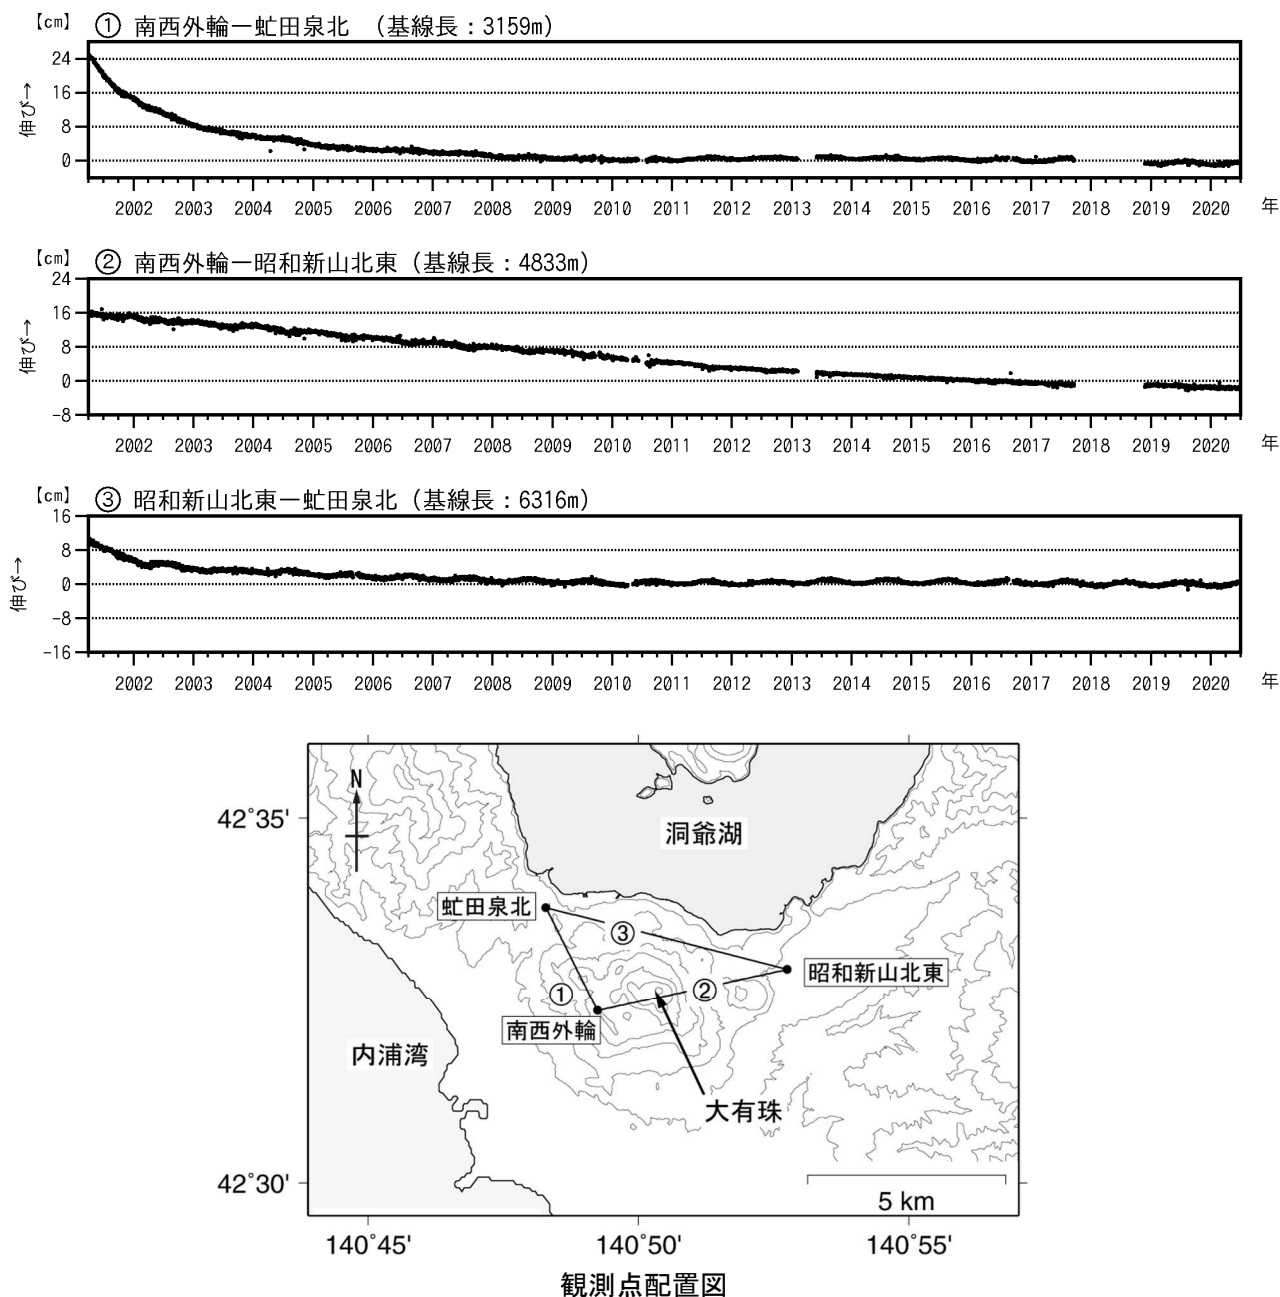 【cm】 ① 南西外輪ー虻田泉北 （基線長：3159m）
24
16
8
0
伸び→
2002 2003 2004 2005 2006 2007 2008 2009 2010 2011 2012 2013 2014 2015 2016 2017 2018 2019 2020 年
【cm】 ② 南西外輪ー昭和新山北東（基線長：4833m）
24
16
8
0
-8
伸び→
2002 2003 2004 2005 2006 2007 2008 2009 2010 2011 2012 2013 2014 2015 2016 2017 2018 2019 2020 年
【cm】 ③ 昭和新山北東ー虻田泉北（基線長：6316m）
16
8
0
-8
-16
伸び→
2002 2003 2004 2005 2006 2007 2008 2009 2010 2011 2012 2013 2014 2015 2016 2017 2018 2019 2020 年
N
42°35'
洞爺湖
虻田泉北
③
昭和新山北東
①
②
南西外輪
内浦湾
大有珠
42°30'
5 km
140°45' 140°50' 140°55'
観測点配置図